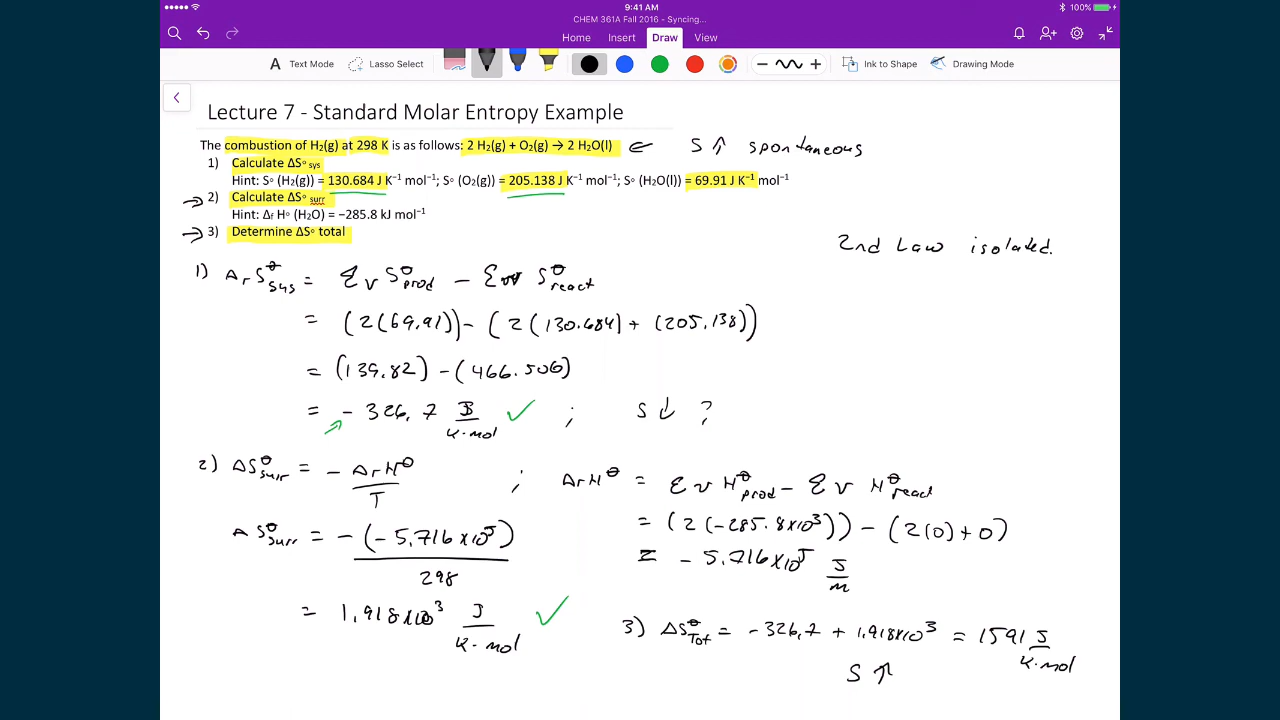 9:41 AM
100%
CHEM 361A Fall 2016 - Syncing...
Home Insert Draw View
A Text Mode Lasso Select Ink to Shape Drawing Mode
Lecture 7 - Standard Molar Entropy Example
The combustion of H₂(g) at 298 K is as follows: 2 H₂(g) + O₂(g) → 2 H₂O(l) ← S ↑ spontaneous
1) Calculate ΔS° sys
Hint: S° (H₂(g)) = 130.684 J K⁻¹ mol⁻¹; S° (O₂(g)) = 205.138 J K⁻¹ mol⁻¹; S° (H₂O(l)) = 69.91 J K⁻¹ mol⁻¹
→ 2) Calculate ΔS° surr
Hint: Δf H° (H₂O) = −285.8 kJ mol⁻¹
→ 3) Determine ΔS° total
2nd Law isolated.
1) ΔrS°sys = Σν S°prod − Σν S°react
= (2(69.91)) − (2(130.684) + (205.138))
= (139.82) − (466.506)
= − 326.7 J/K·mol ✓ ; S ↓ ?
2) ΔS°surr = − ΔrH°/T ; ΔrH° = Σν H°prod − Σν H°react
= (2(−285.8×10³)) − (2(0) + 0)
= − 5.716×10⁵ J/m
ΔS°surr = −(−5.716×10⁵)/298
= 1.918×10³ J/K·mol ✓
3) ΔS°Tot = −326.7 + 1.918×10³ = 1591 J/K·mol
S ↑